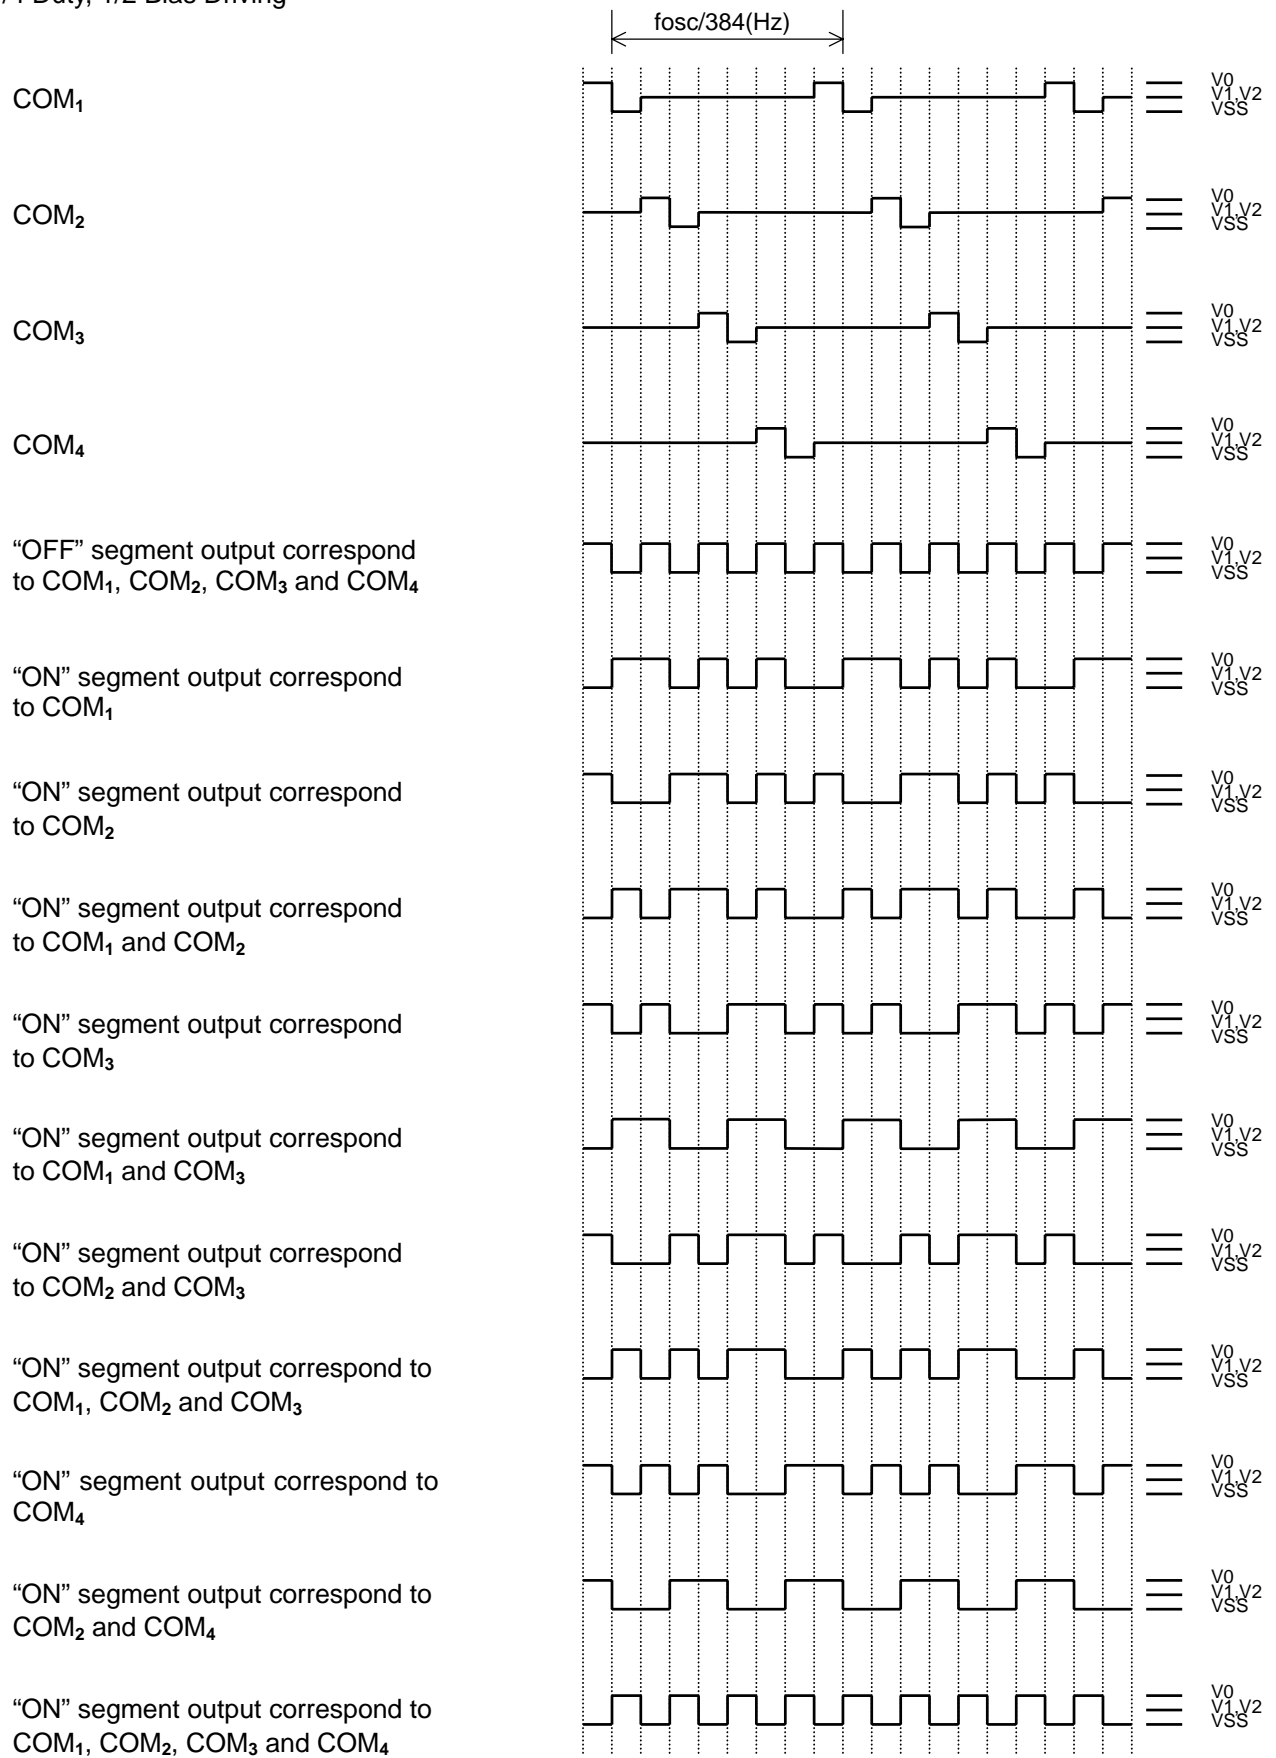 Duty, 1/2 Bias Driving
fosc/384(Hz)
COM1
V0
V1,V2
VSS
COM2
V0
V1,V2
VSS
COM3
V0
V1,V2
VSS
COM4
V0
V1,V2
VSS
“OFF” segment output correspond
to COM1, COM2, COM3 and COM4
V0
V1,V2
VSS
“ON” segment output correspond
to COM1
V0
V1,V2
VSS
“ON” segment output correspond
to COM2
V0
V1,V2
VSS
“ON” segment output correspond
to COM1 and COM2
V0
V1,V2
VSS
“ON” segment output correspond
to COM3
V0
V1,V2
VSS
“ON” segment output correspond
to COM1 and COM3
V0
V1,V2
VSS
“ON” segment output correspond
to COM2 and COM3
V0
V1,V2
VSS
“ON” segment output correspond to
COM1, COM2 and COM3
V0
V1,V2
VSS
“ON” segment output correspond to
COM4
V0
V1,V2
VSS
“ON” segment output correspond to
COM2 and COM4
V0
V1,V2
VSS
“ON” segment output correspond to
COM1, COM2, COM3 and COM4
V0
V1,V2
VSS